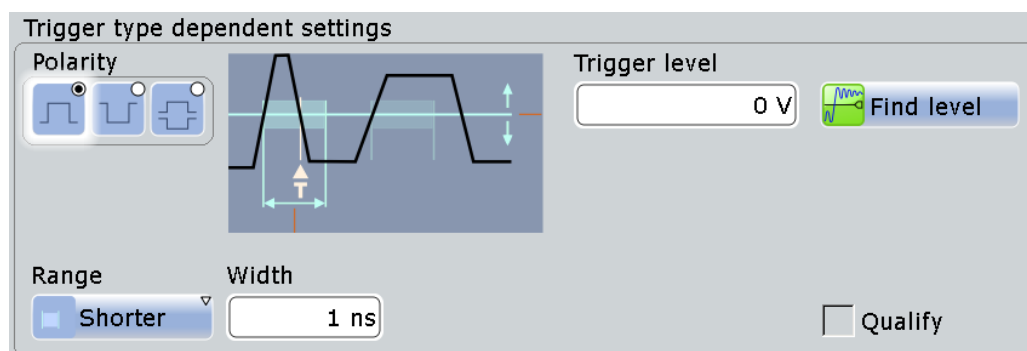 Trigger type dependent settings
Polarity
Trigger level
0 V
Find level
T
Range
Width
Shorter
1 ns
Qualify